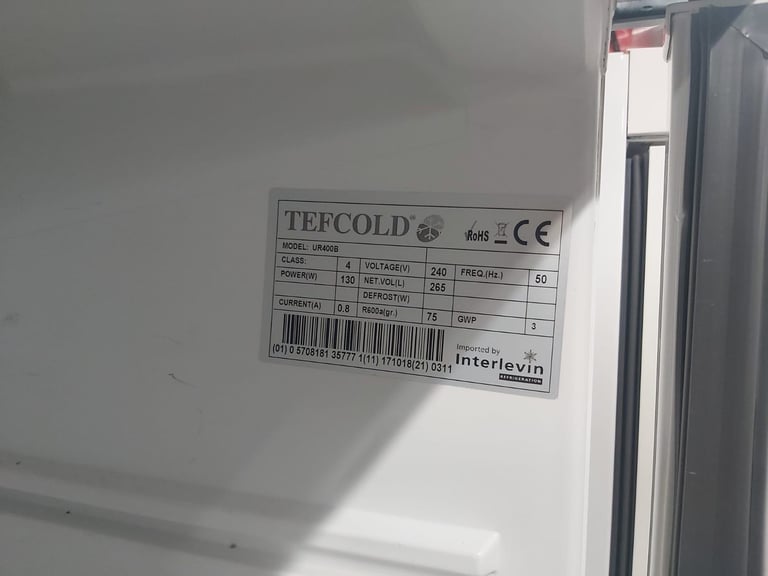 TEFCOLD®
RoHS CE
MODEL: UR400B
CLASS: 4 VOLTAGE(V) 240 FREQ.(Hz.) 50
POWER(W) 130 NET.VOL(L) 265
DEFROST(W)
CURRENT(A) 0.8 R600a(gr.) 75 GWP 3
(01) 0 5708181 35777 1(11) 171018(21) 0311
Imported by
Interlevin
REFRIGERATION